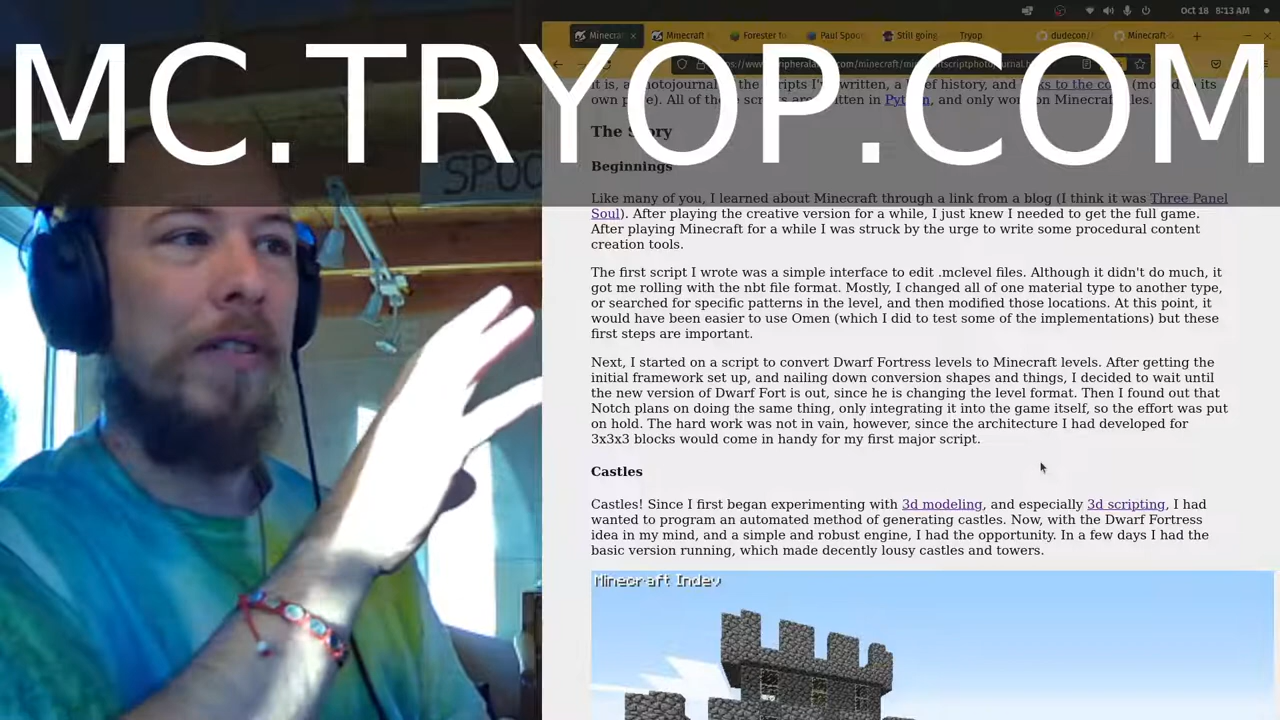 Oct 18 8:13 AM
Minecraf
Mmecraft
Forester to
Paul Spoon
Still going
Tryop
dudecon/
Minecraft-
MC.TRYOP.COM
SPOO
own page). All of these scripts are written in Python, and only work on Minecraft files.
The Story
Beginnings
Like many of you, I learned about Minecraft through a link from a blog (I think it was Three Panel
Soul). After playing the creative version for a while, I just knew I needed to get the full game.
After playing Minecraft for a while I was struck by the urge to write some procedural content
creation tools.
The first script I wrote was a simple interface to edit .mclevel files. Although it didn't do much, it
got me rolling with the nbt file format. Mostly, I changed all of one material type to another type,
or searched for specific patterns in the level, and then modified those locations. At this point, it
would have been easier to use Omen (which I did to test some of the implementations) but these
first steps are important.
Next, I started on a script to convert Dwarf Fortress levels to Minecraft levels. After getting the
initial framework set up, and nailing down conversion shapes and things, I decided to wait until
the new version of Dwarf Fort is out, since he is changing the level format. Then I found out that
Notch plans on doing the same thing, only integrating it into the game itself, so the effort was put
on hold. The hard work was not in vain, however, since the architecture I had developed for
3x3x3 blocks would come in handy for my first major script.
Castles
Castles! Since I first began experimenting with 3d modeling, and especially 3d scripting, I had
wanted to program an automated method of generating castles. Now, with the Dwarf Fortress
idea in my mind, and a simple and robust engine, I had the opportunity. In a few days I had the
basic version running, which made decently lousy castles and towers.
Minecraft Indev